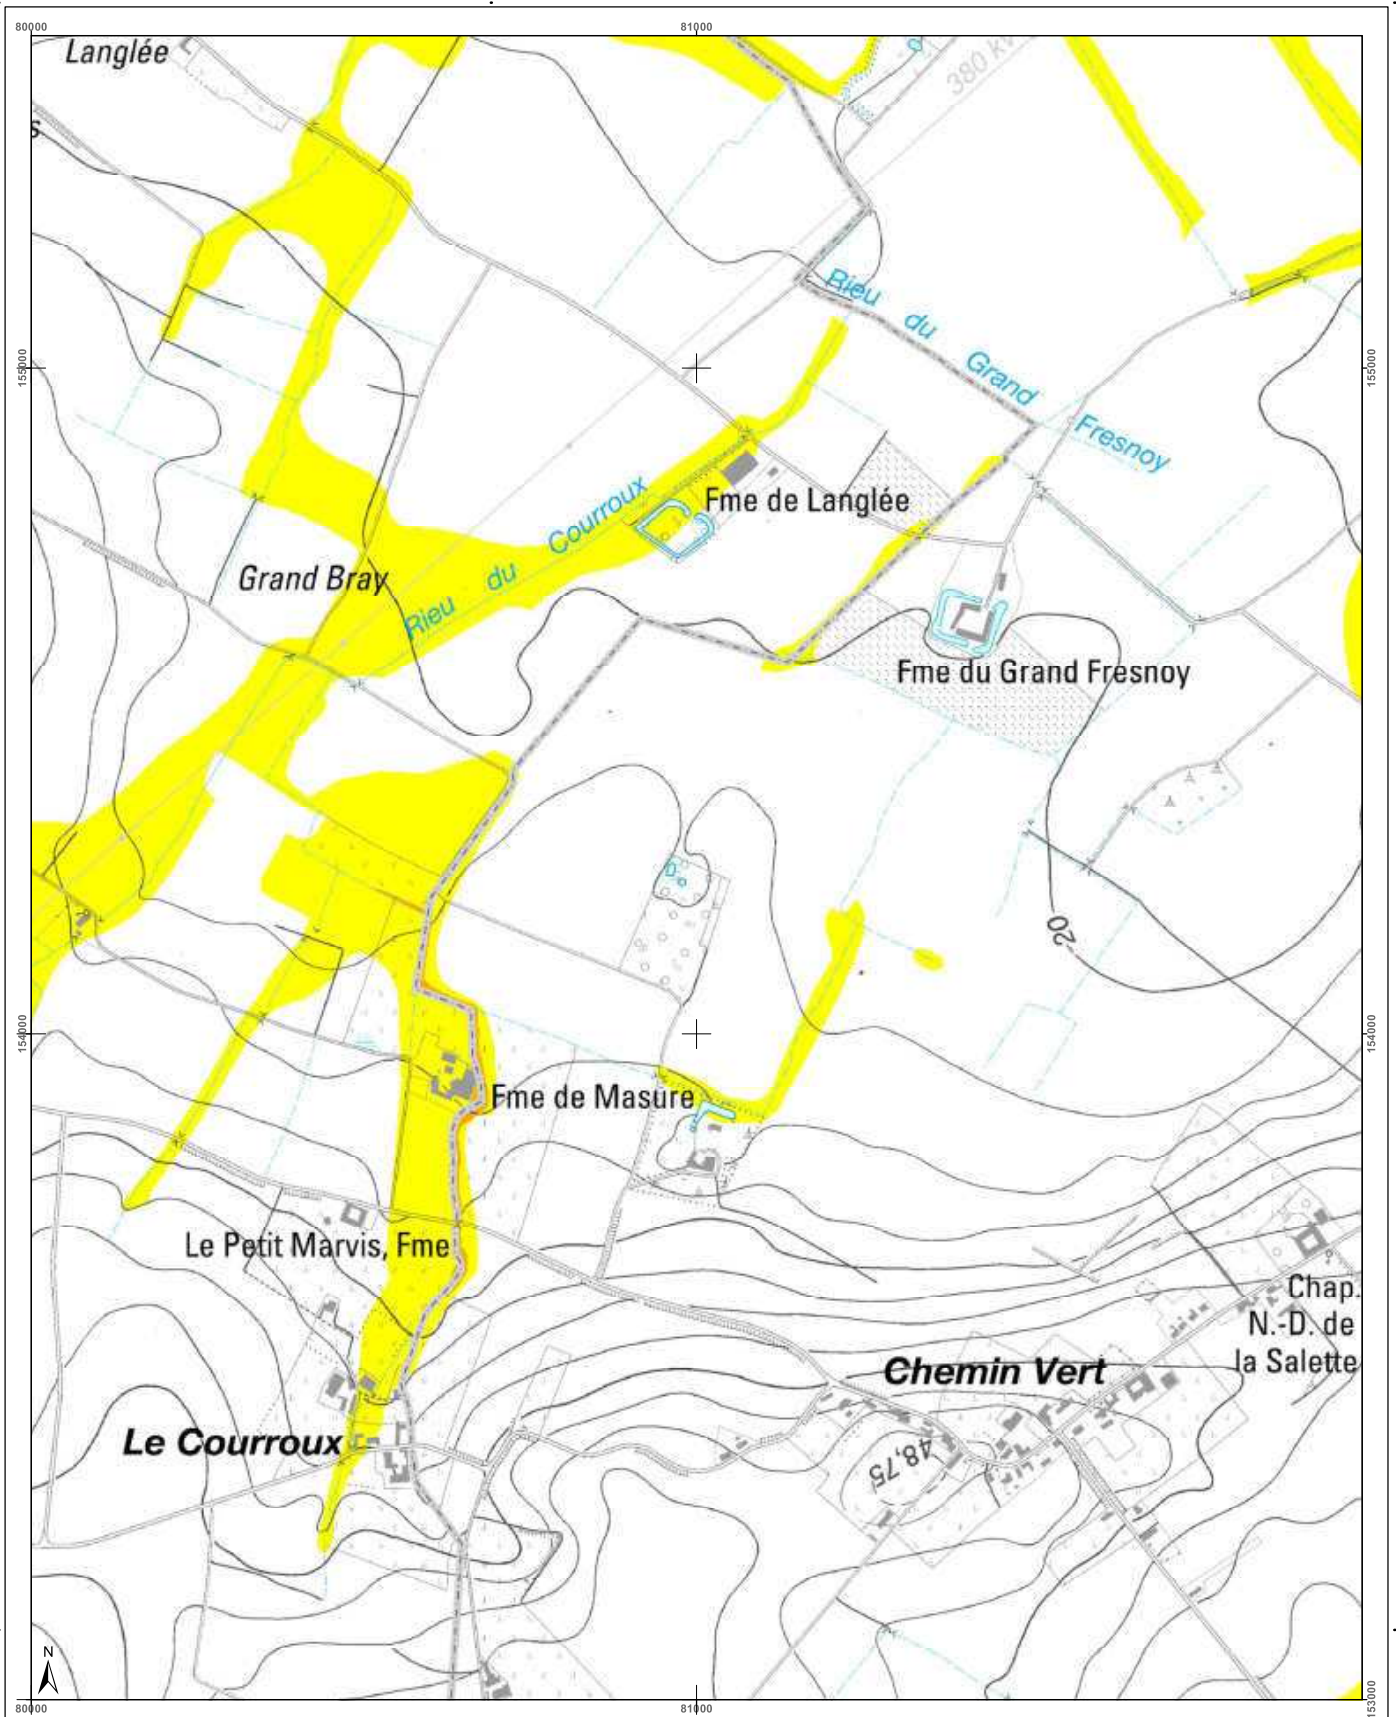 80000
81000
Langlée
380 kV
s
Rieu du Grand Fresnoy
155000
155000
Rieu du Courroux
Fme de Langlée
Grand Bray
Fme du Grand Fresnoy
20
154000
154000
Fme de Masure
Le Petit Marvis, Fme
Chap.
N.-D. de
la Salette
Chemin Vert
Le Courroux
48,75
N
80000
81000
153000